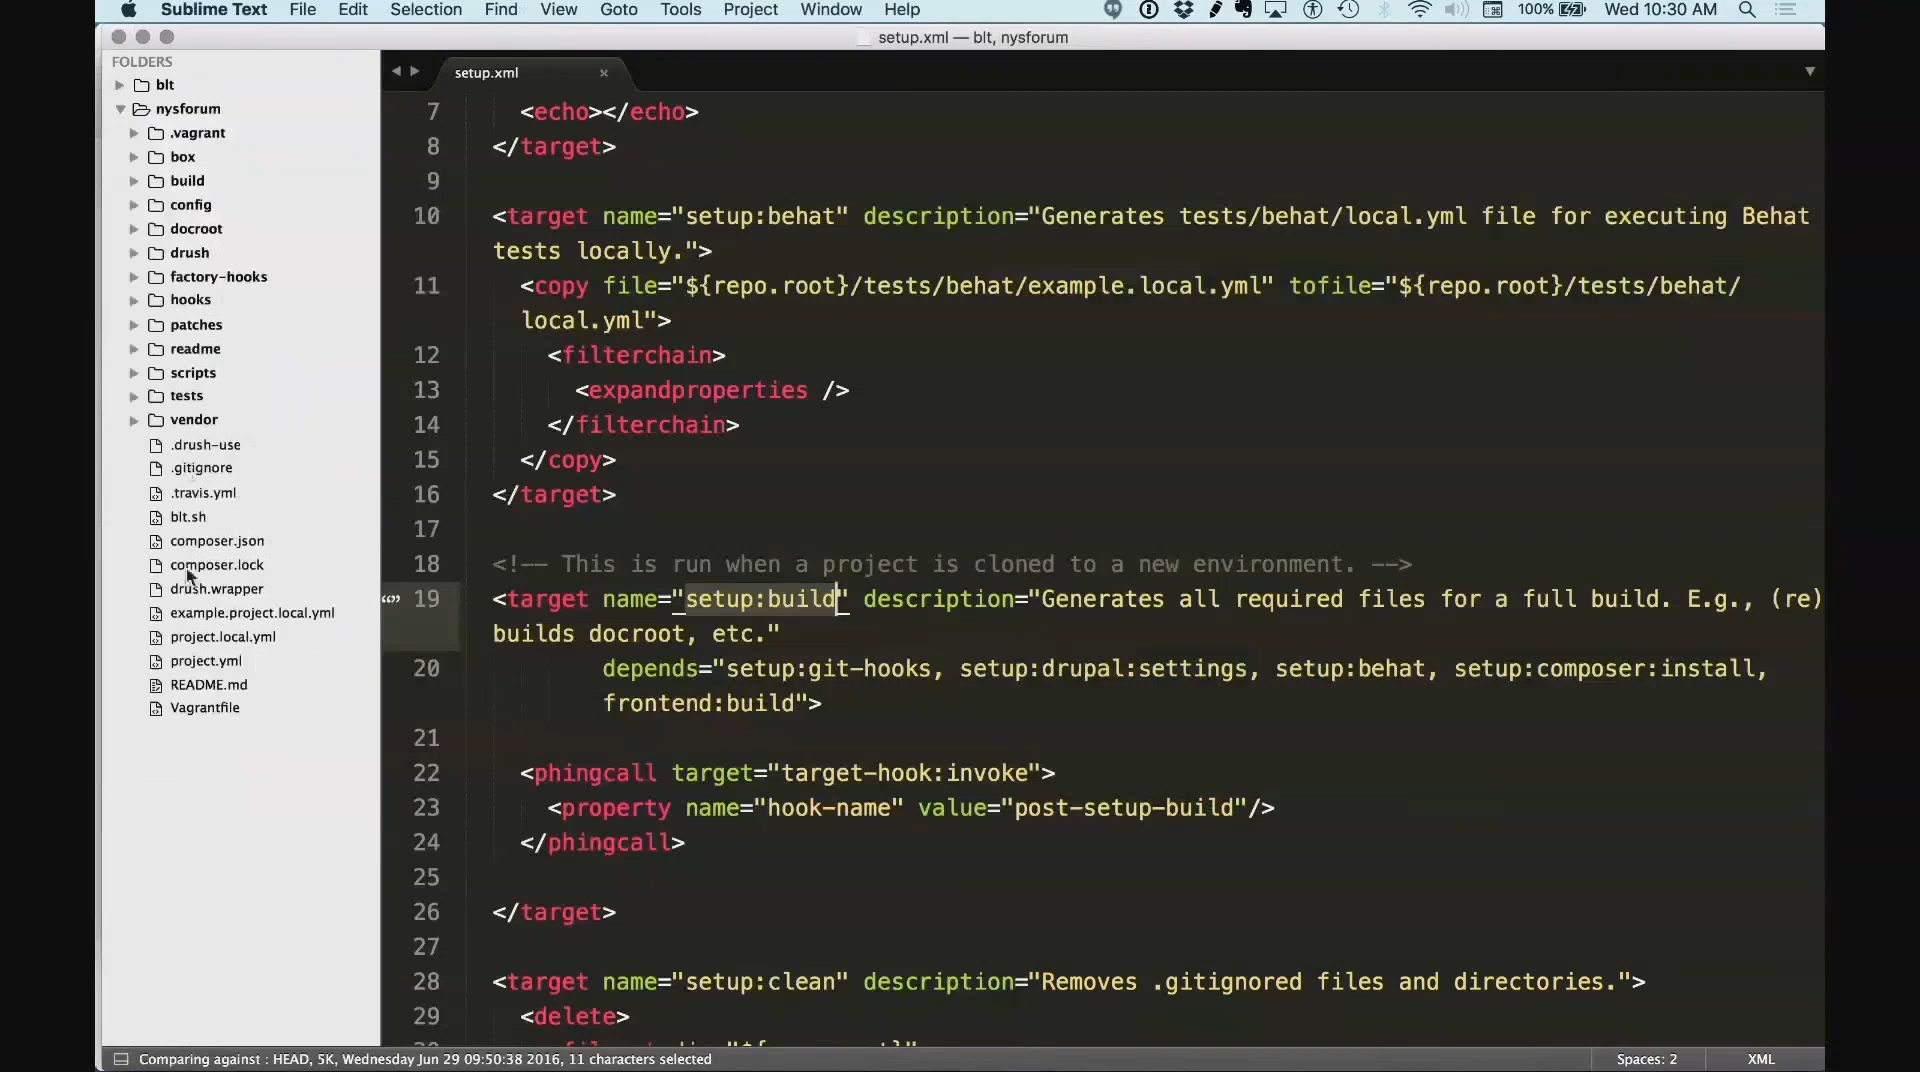 Sublime Text File Edit Selection Find View Goto Tools Project Window Help 100% Wed 10:30 AM
setup.xml — blt, nysforum
FOLDERS
blt
nysforum
.vagrant
box
build
config
docroot
drush
factory-hooks
hooks
patches
readme
scripts
tests
vendor
.drush-use
.gitignore
.travis.yml
blt.sh
composer.json
composer.lock
drush.wrapper
example.project.local.yml
project.local.yml
project.yml
README.md
Vagrantfile
setup.xml ×
7 <echo></echo>
8 </target>
9
10 <target name="setup:behat" description="Generates tests/behat/local.yml file for executing Behat
tests locally.">
11 <copy file="${repo.root}/tests/behat/example.local.yml" tofile="${repo.root}/tests/behat/
local.yml">
12 <filterchain>
13 <expandproperties />
14 </filterchain>
15 </copy>
16 </target>
17
18 <!-- This is run when a project is cloned to a new environment. -->
19 <target name="setup:build" description="Generates all required files for a full build. E.g., (re)
builds docroot, etc."
20 depends="setup:git-hooks, setup:drupal:settings, setup:behat, setup:composer:install,
frontend:build">
21
22 <phingcall target="target-hook:invoke">
23 <property name="hook-name" value="post-setup-build"/>
24 </phingcall>
25
26 </target>
27
28 <target name="setup:clean" description="Removes .gitignored files and directories.">
29 <delete>
Comparing against : HEAD, 5K, Wednesday Jun 29 09:50:38 2016, 11 characters selected
Spaces: 2 XML